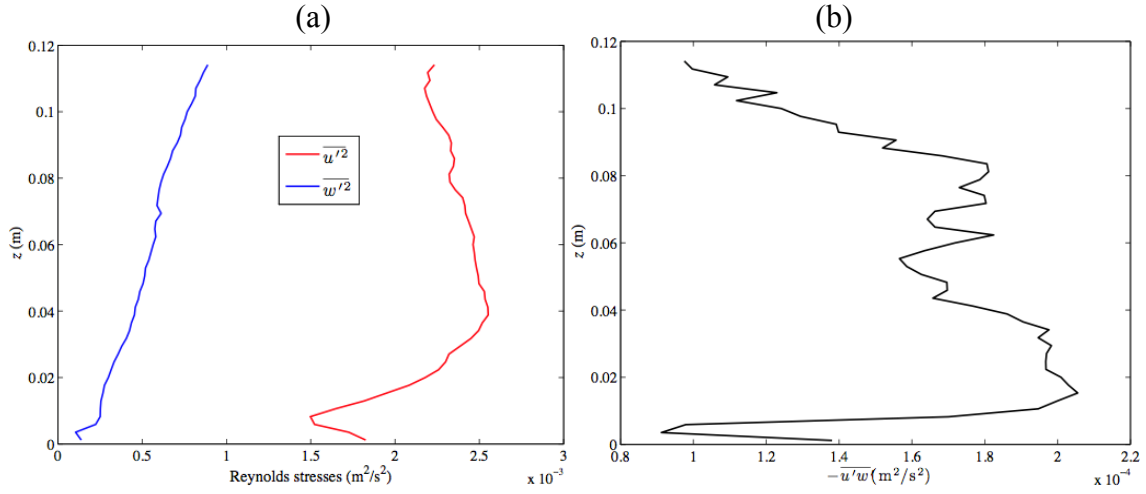 (a)
0.12
0.1
0.08
0.06
0.04
0.02
0
z (m)
u'²
w'²
0 0.5 1 1.5 2 2.5 3
Reynolds stresses (m²/s²)
x 10⁻³
(b)
0.12
0.1
0.08
0.06
0.04
0.02
0
z (m)
0.8 1 1.2 1.4 1.6 1.8 2 2.2
−u'w'(m²/s²)
x 10⁻⁴